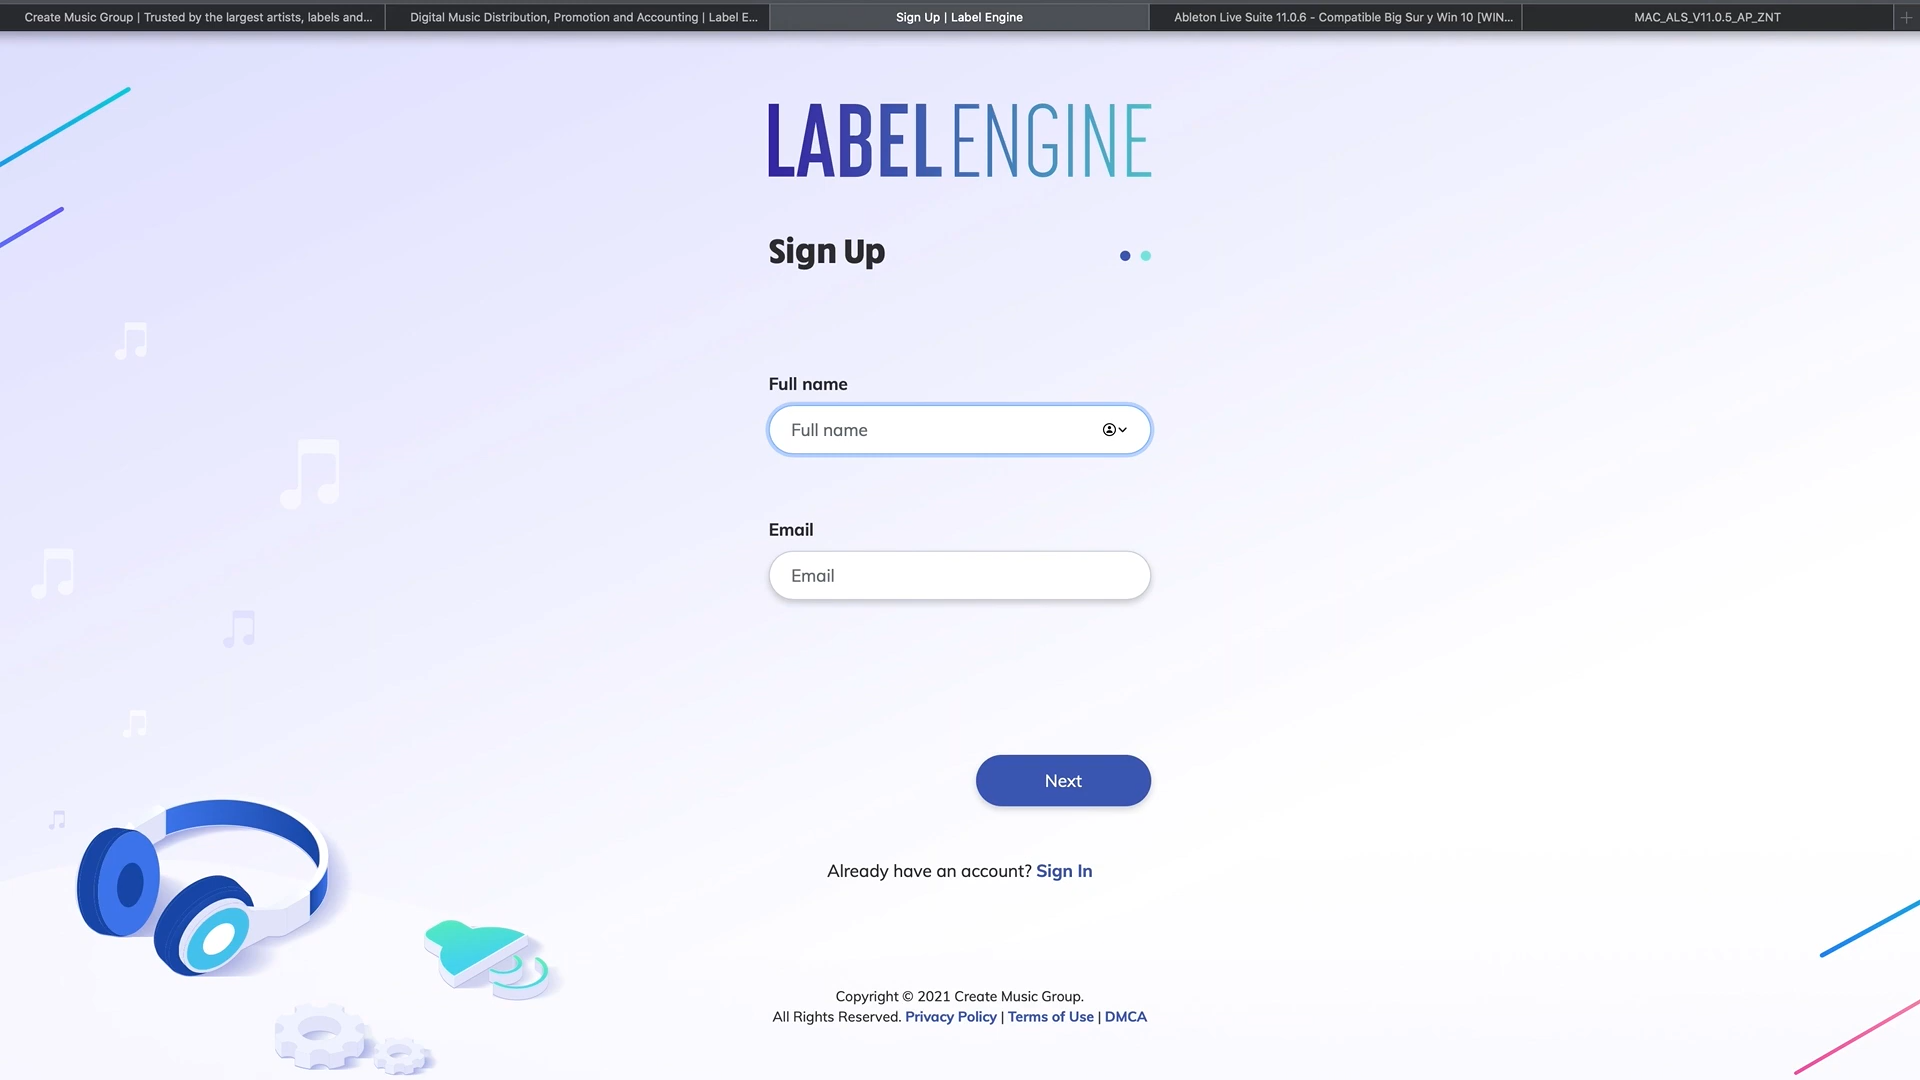 Create Music Group | Trusted by the largest artists, labels and...
Digital Music Distribution, Promotion and Accounting | Label E...
Sign Up | Label Engine
Ableton Live Suite 11.0.6 - Compatible Big Sur y Win 10 [WIN...
MAC_ALS_V11.0.5_AP_ZNT
LABEL ENGINE
Sign Up
Full name
Full name
Email
Email
Next
Already have an account? Sign In
Copyright © 2021 Create Music Group.
All Rights Reserved. Privacy Policy | Terms of Use | DMCA